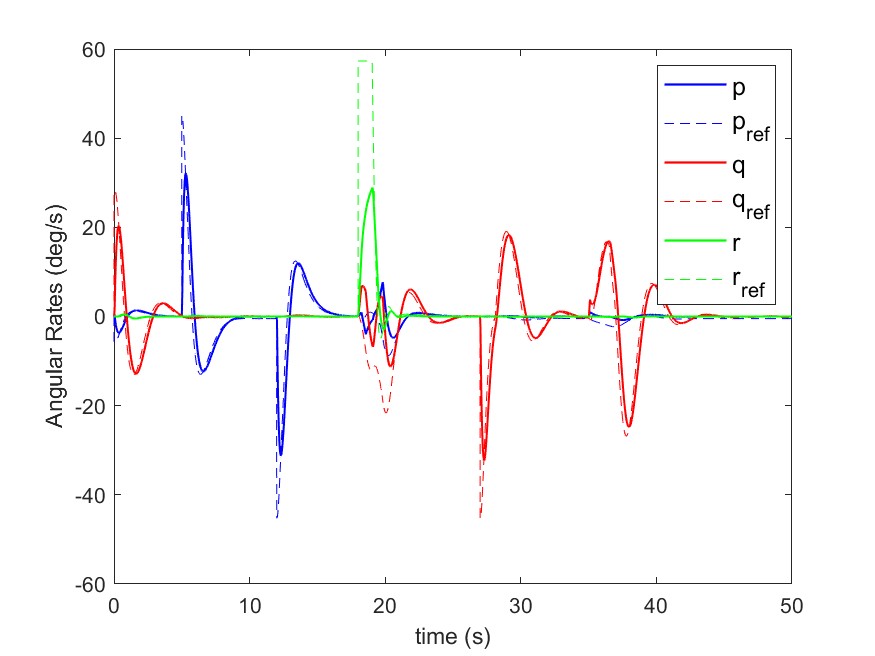 60
40
20
0
-20
-40
-60
Angular Rates (deg/s)
0 10 20 30 40 50
time (s)
p
p_ref
q
q_ref
r
r_ref